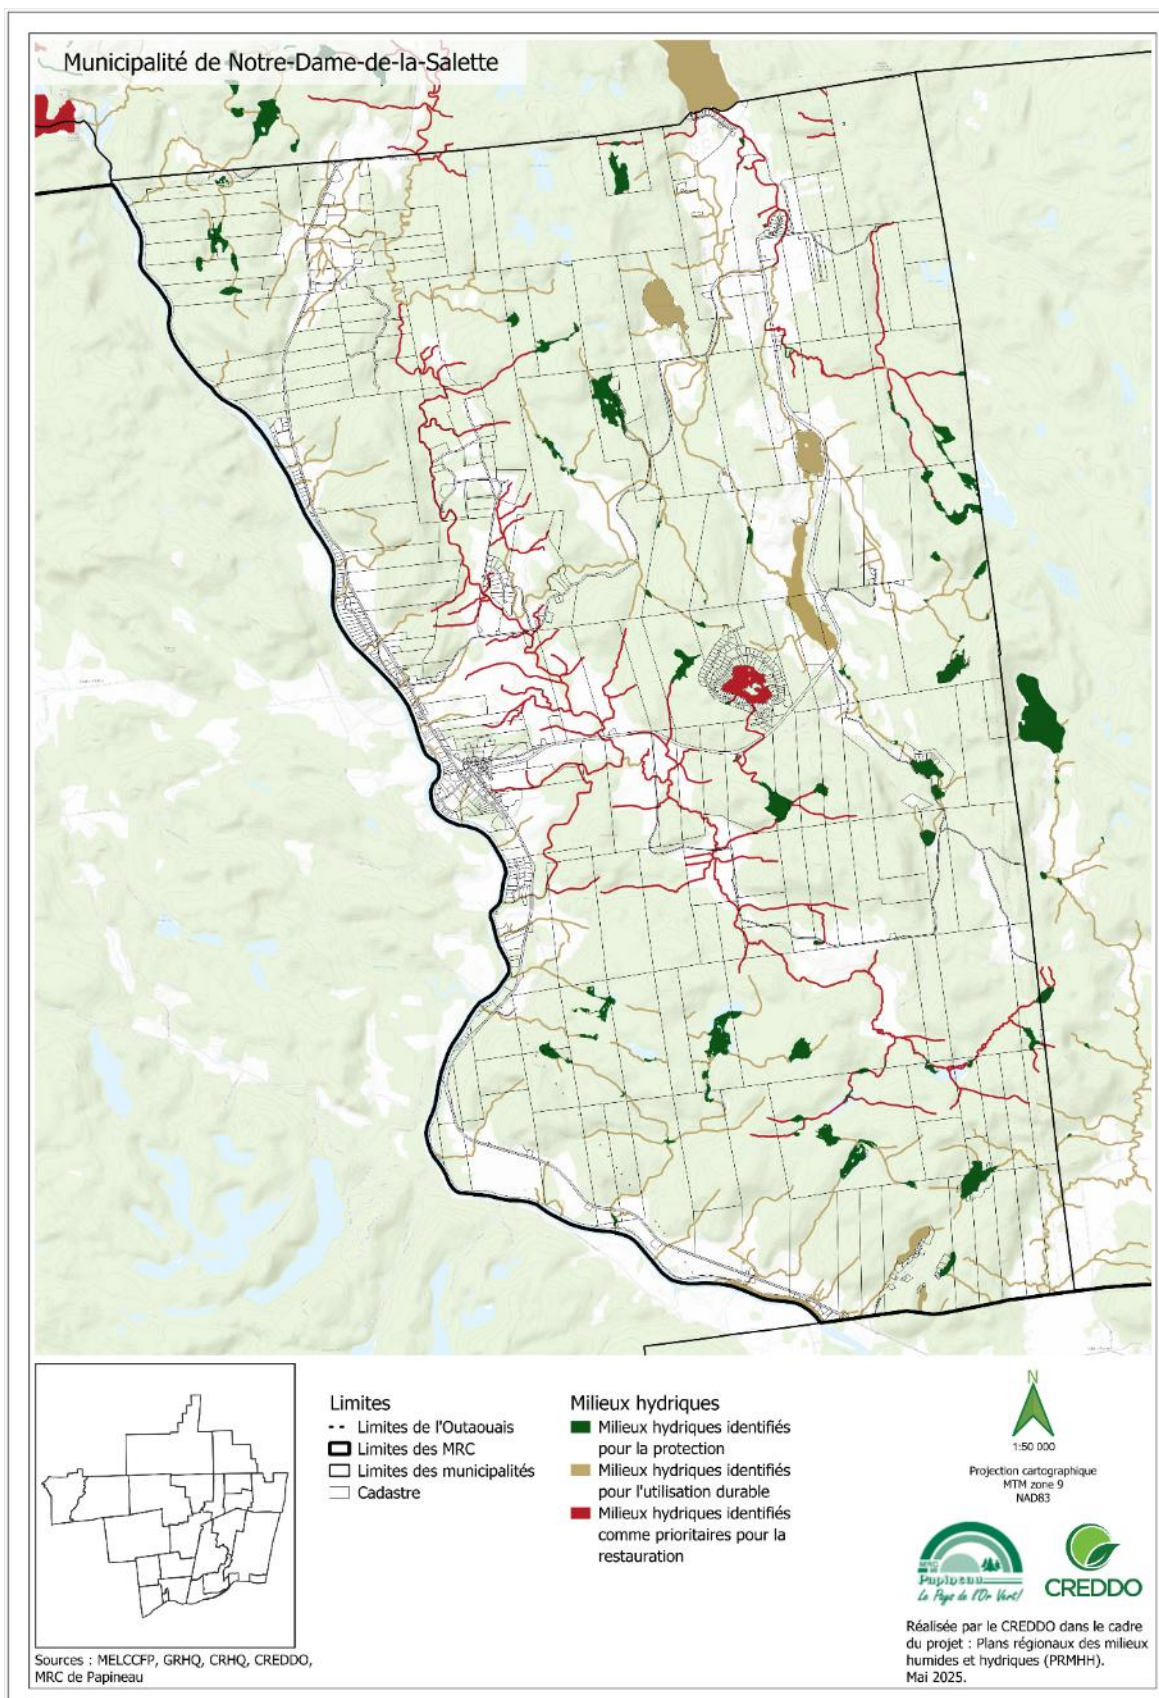 Municipalité de Notre-Dame-de-la-Salette
Limites
Limites de l'Outaouais
Limites des MRC
Limites des municipalités
Cadastre
Milieux hydriques
Milieux hydriques identifiés
pour la protection
Milieux hydriques identifiés
pour l'utilisation durable
Milieux hydriques identifiés
comme prioritaires pour la
restauration
N
1:50 000
Projection cartographique
MTM zone 9
NAD83
Papineau
Le Pays de l'Or Vert!
CREDDO
Réalisée par le CREDDO dans le cadre
du projet : Plans régionaux des milieux
humides et hydriques (PRMHH).
Mai 2025.
Sources : MELCCFP, GRHQ, CRHQ, CREDDO,
MRC de Papineau